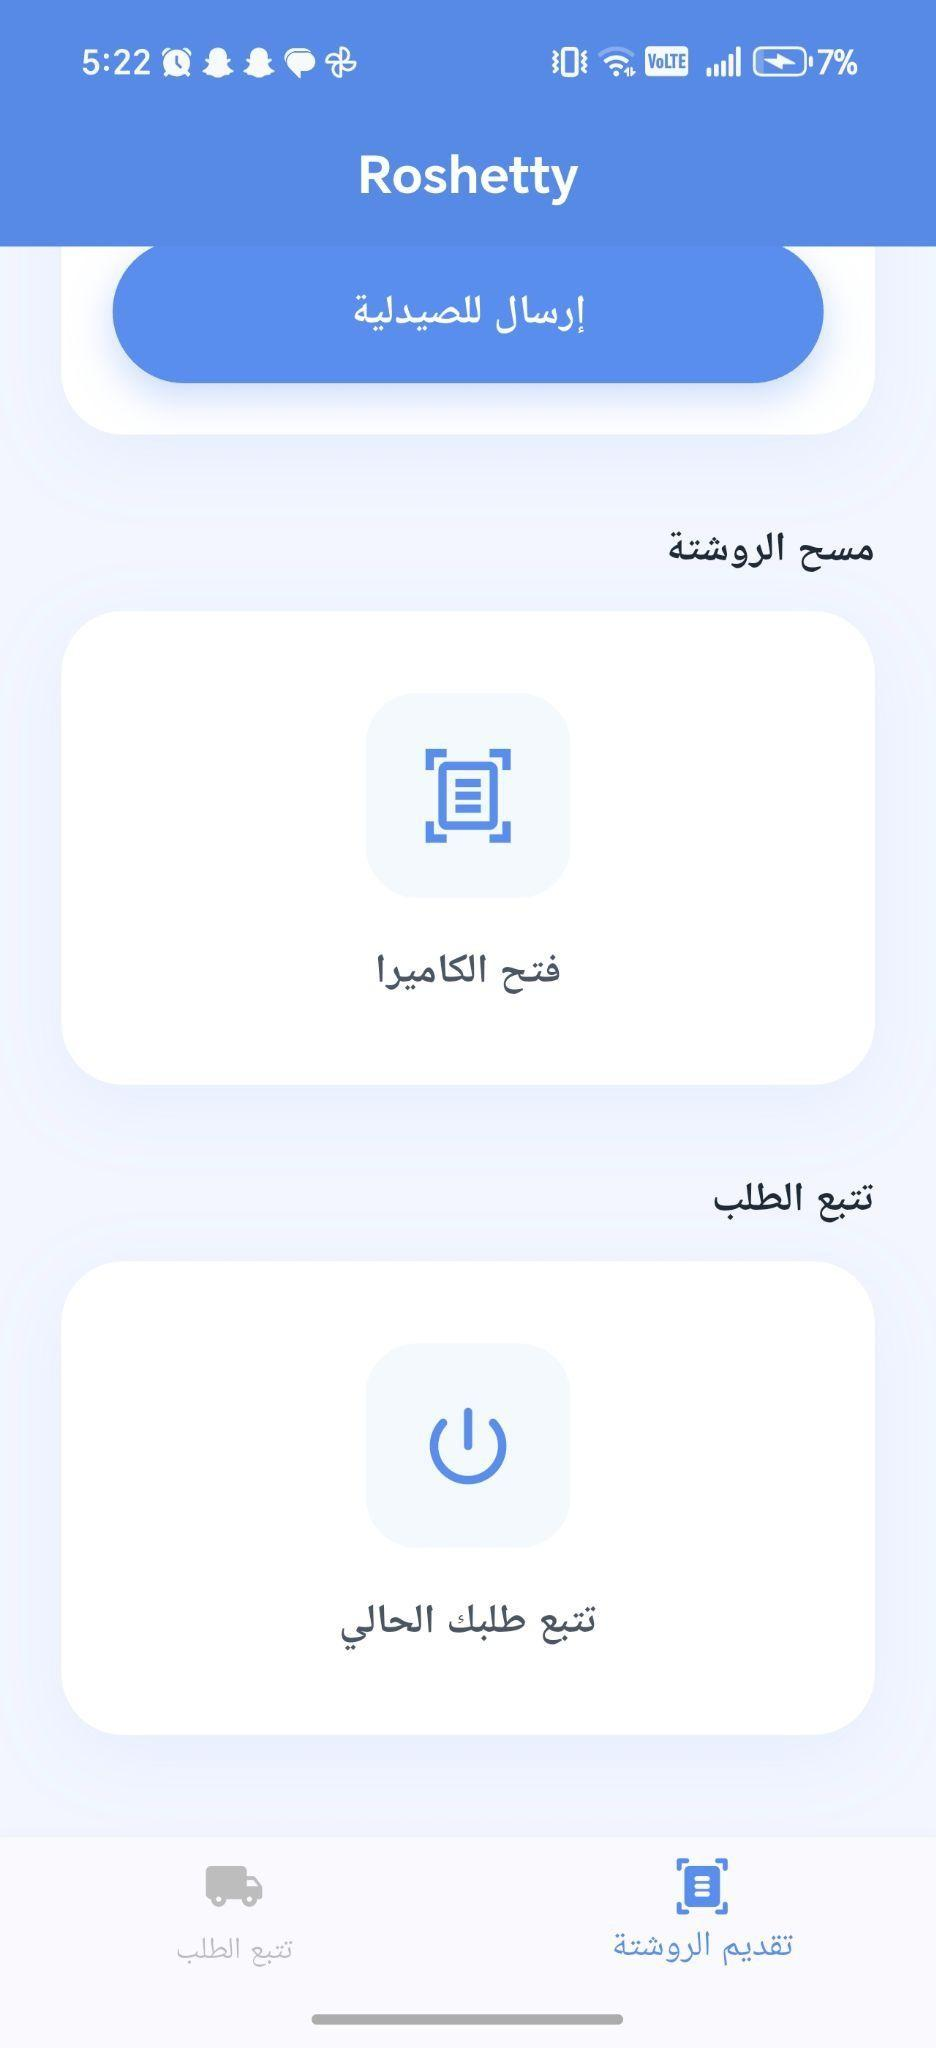 5:22 VoLTE 7%
Roshetty
إرسال للصيدلية
مسح الروشتة
فتح الكاميرا
تتبع الطلب
تتبع طلبك الحالي
تقديم الروشتة
تتبع الطلب